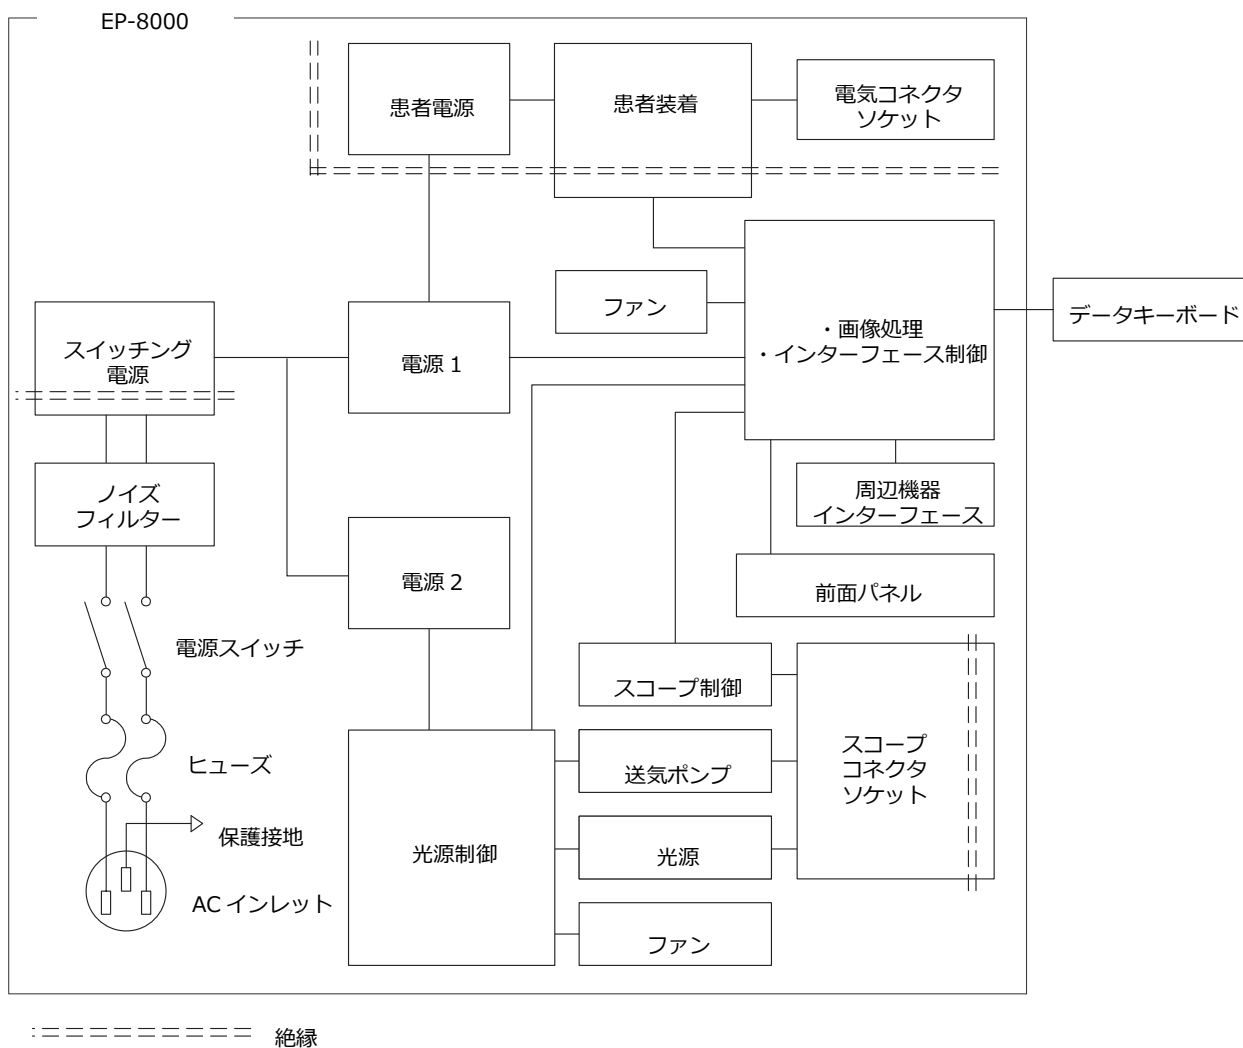 EP-8000
患者電源
患者装着
電気コネクタ
ソケット
ファン
・画像処理
・インターフェース制御
データキーボード
スイッチング
電源
電源 1
ノイズ
フィルター
周辺機器
インターフェース
電源 2
前面パネル
電源スイッチ
スコープ制御
スコープ
コネクタ
ソケット
ヒューズ
送気ポンプ
保護接地
光源制御
光源
AC インレット
ファン
絶縁